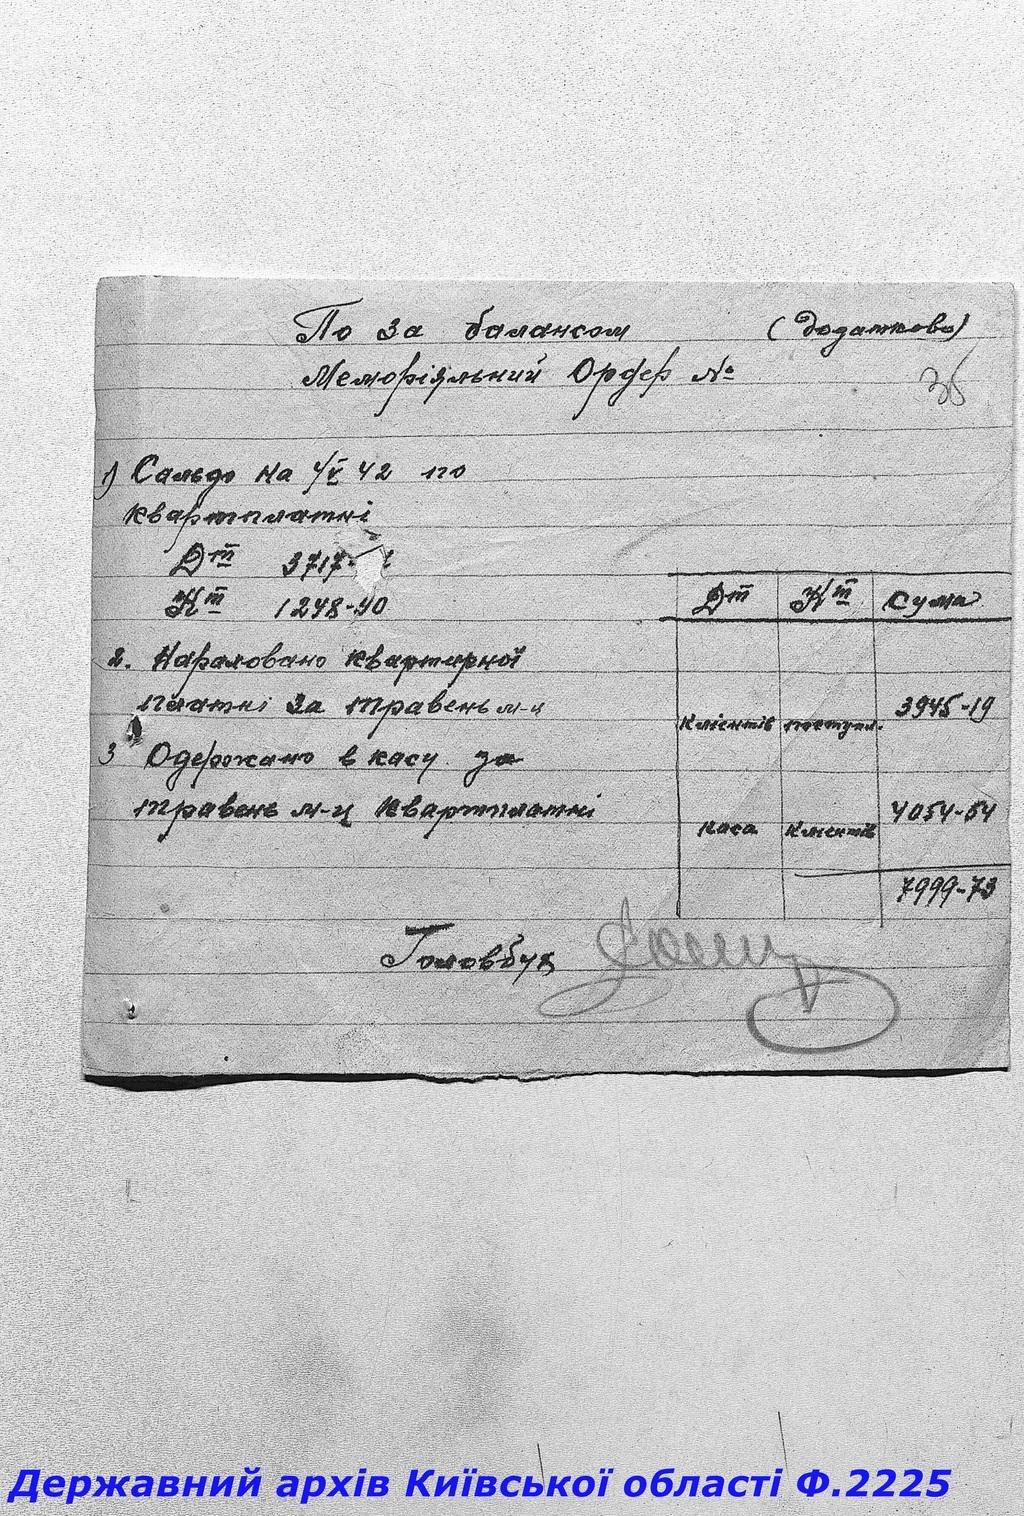 По за балансом (Додатково)
Меморіяльний Ордер №
36
1) Сальдо на 1/V 42 по
квартплатні
Дт 3717-
Кт 1248-40
Дт Кт Сума
2. Нараховано квартирної
платні за травень м-ц
клієнтів поступл. 3945-19
3 Одержано в касу за
травень м-ц квартплатні
каса клієнтів 4054-54
7999-73
Головбух
Державний архів Київської області Ф.2225